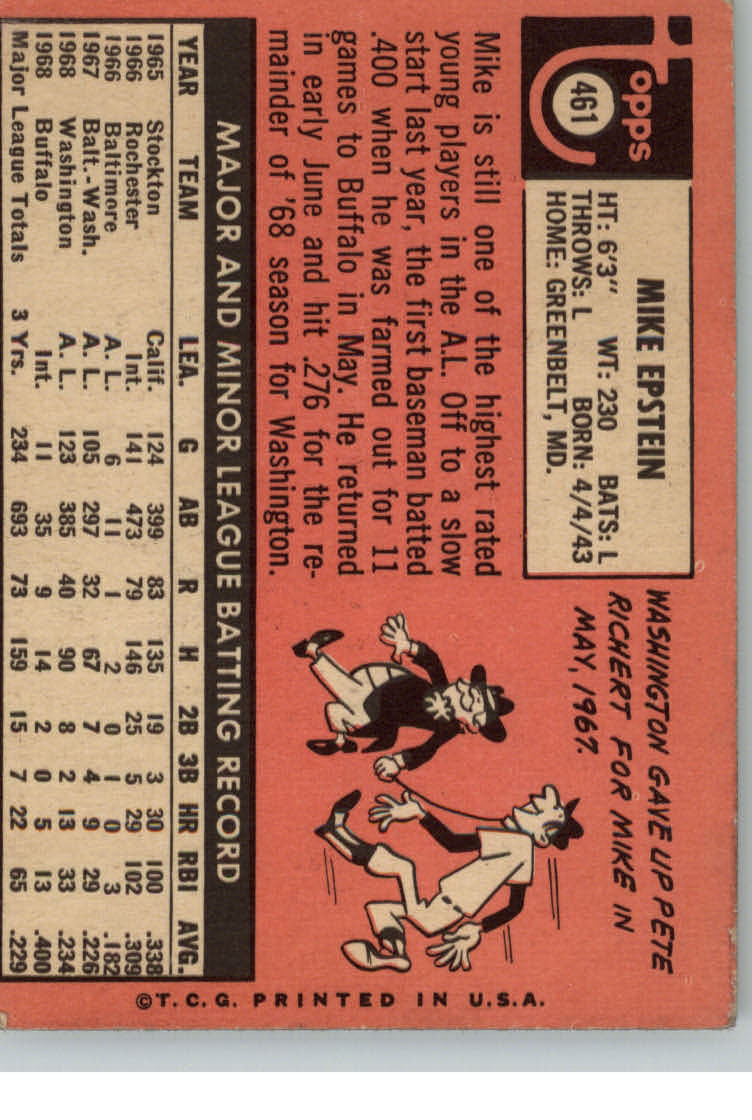 Topps
461
MIKE EPSTEIN
HT: 6'3" WT: 230 BATS: L
THROWS: L BORN: 4/4/43
HOME: GREENBELT, MD.
WASHINGTON GAVE UP PETE
RICHERT FOR MIKE IN
MAY, 1967.
Mike is still one of the highest rated
young players in the A.L. Off to a slow
start last year, the first baseman batted
.400 when he was farmed out for 11
games to Buffalo in May. He returned
in early June and hit .276 for the re-
mainder of '68 season for Washington.
MAJOR AND MINOR LEAGUE BATTING RECORD
YEAR TEAM LEA. G AB R H 2B 3B HR RBI AVG.
1965 Stockton Calif. 124 399 83 135 19 3 30 100 .338
1966 Rochester Int. 141 473 79 146 25 5 29 102 .309
1966 Baltimore A. L. 6 11 1 2 0 1 0 3 .182
1967 Balt.-Wash. A. L. 105 297 32 67 7 4 9 29 .226
1968 Washington A. L. 123 385 40 90 8 2 13 33 .234
1968 Buffalo Int. 11 35 9 14 2 0 5 13 .400
Major League Totals 3 Yrs. 234 693 73 159 15 7 22 65 .229
©T.C.G. PRINTED IN U.S.A.